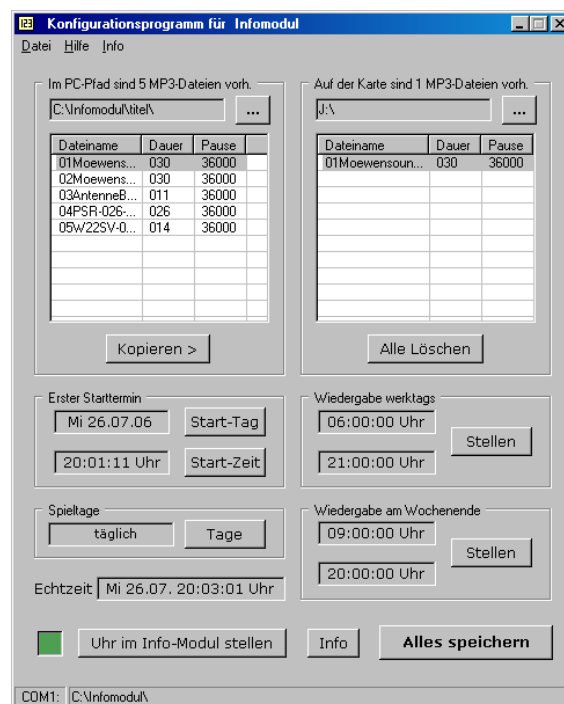 Konfigurationsprogramm für Infomodul
Datei Hilfe Info
Im PC-Pfad sind 5 MP3-Dateien vorh.
C:\Infomodul\titel\
...
Dateiname Dauer Pause
01Moewens... 030 36000
02Moewens... 030 36000
03AntenneB... 011 36000
04PSR-026-... 026 36000
05W22SV-0... 014 36000
Kopieren >
Auf der Karte sind 1 MP3-Dateien vorh.
J:\
...
Dateiname Dauer Pause
01Moewensoun... 030 36000
Alle Löschen
Erster Starttermin
Mi 26.07.06 Start-Tag
20:01:11 Uhr Start-Zeit
Wiedergabe werktags
06:00:00 Uhr
Stellen
21:00:00 Uhr
Spieltage
täglich Tage
Wiedergabe am Wochenende
09:00:00 Uhr
Stellen
20:00:00 Uhr
Echtzeit Mi 26.07. 20:03:01 Uhr
Uhr im Info-Modul stellen Info Alles speichern
COM1: C:\Infomodul\